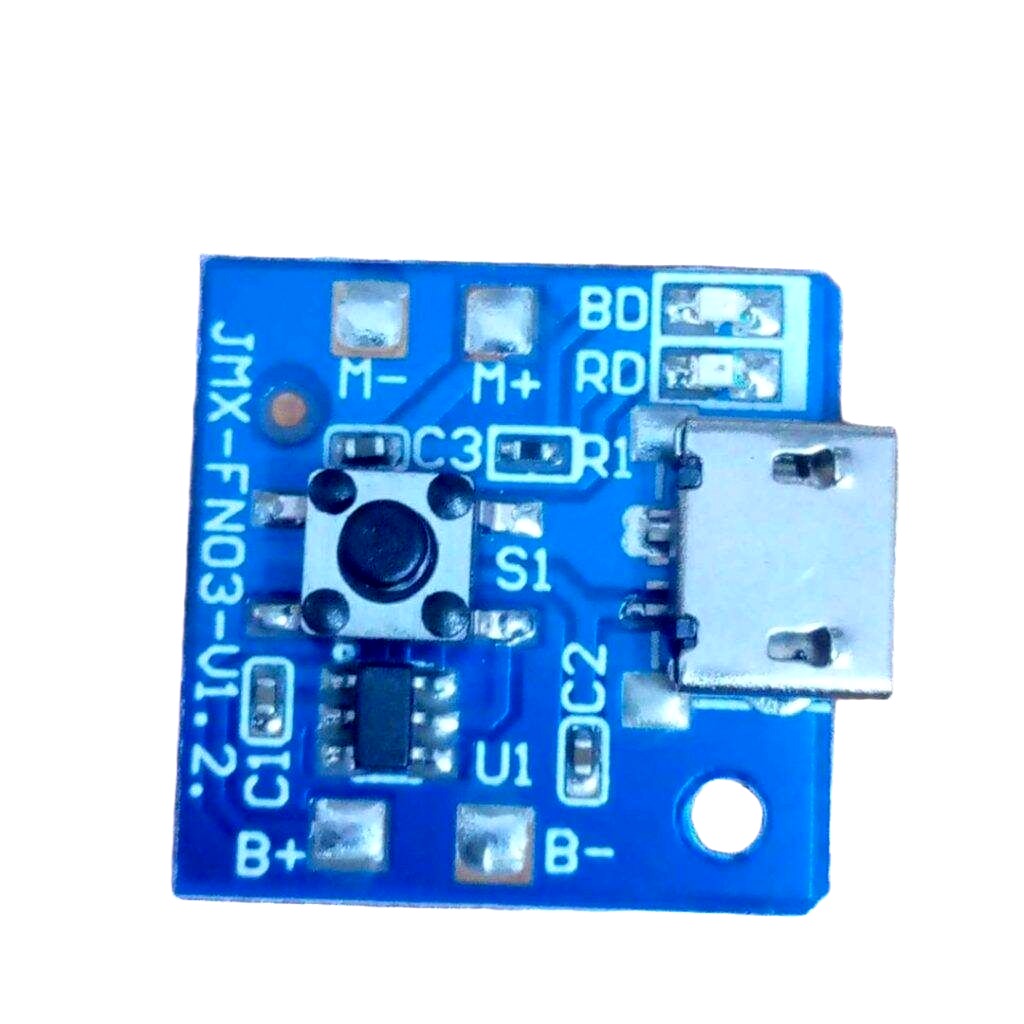 BD
M- M+ RD
JMX-FN03-V1.2.
C3 R1
S1
C2
U1
C1
B+ B-